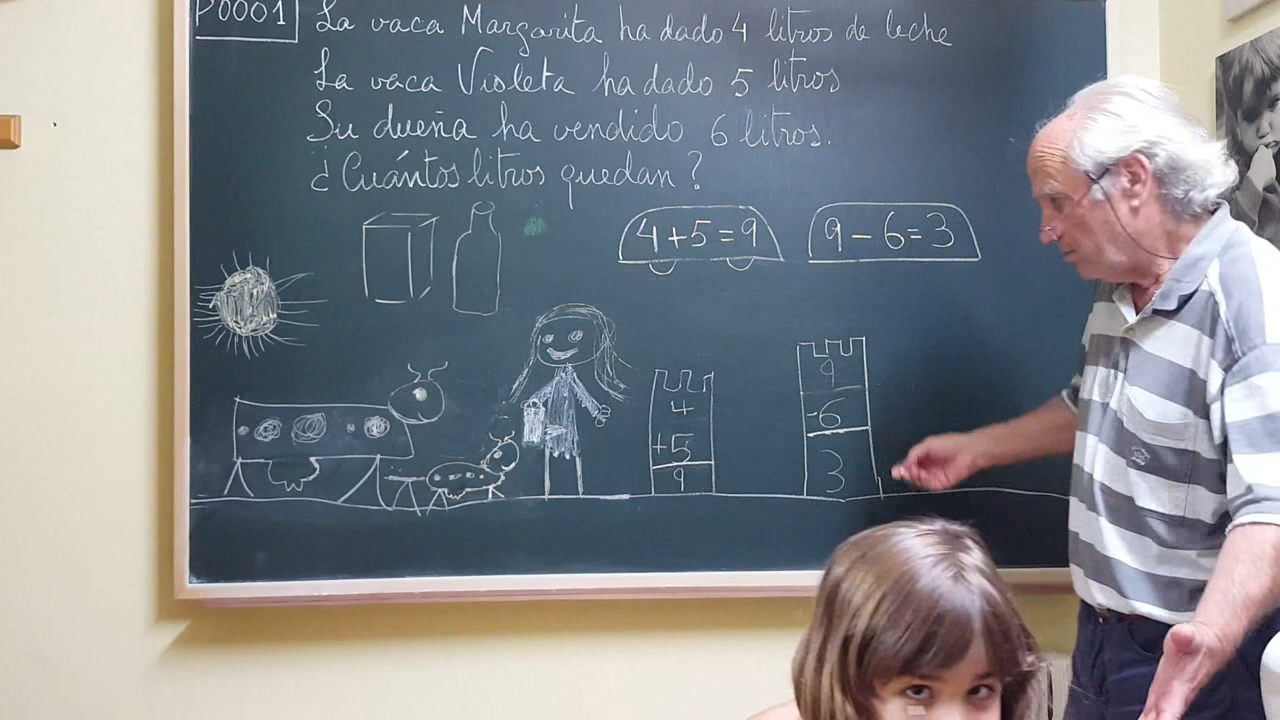 P0001
La vaca Margarita ha dado 4 litros de leche
La vaca Violeta ha dado 5 litros
Su dueña ha vendido 6 litros.
¿Cuántos litros quedan?
4+5=9
9-6=3
4
+5
9
9
-6
3